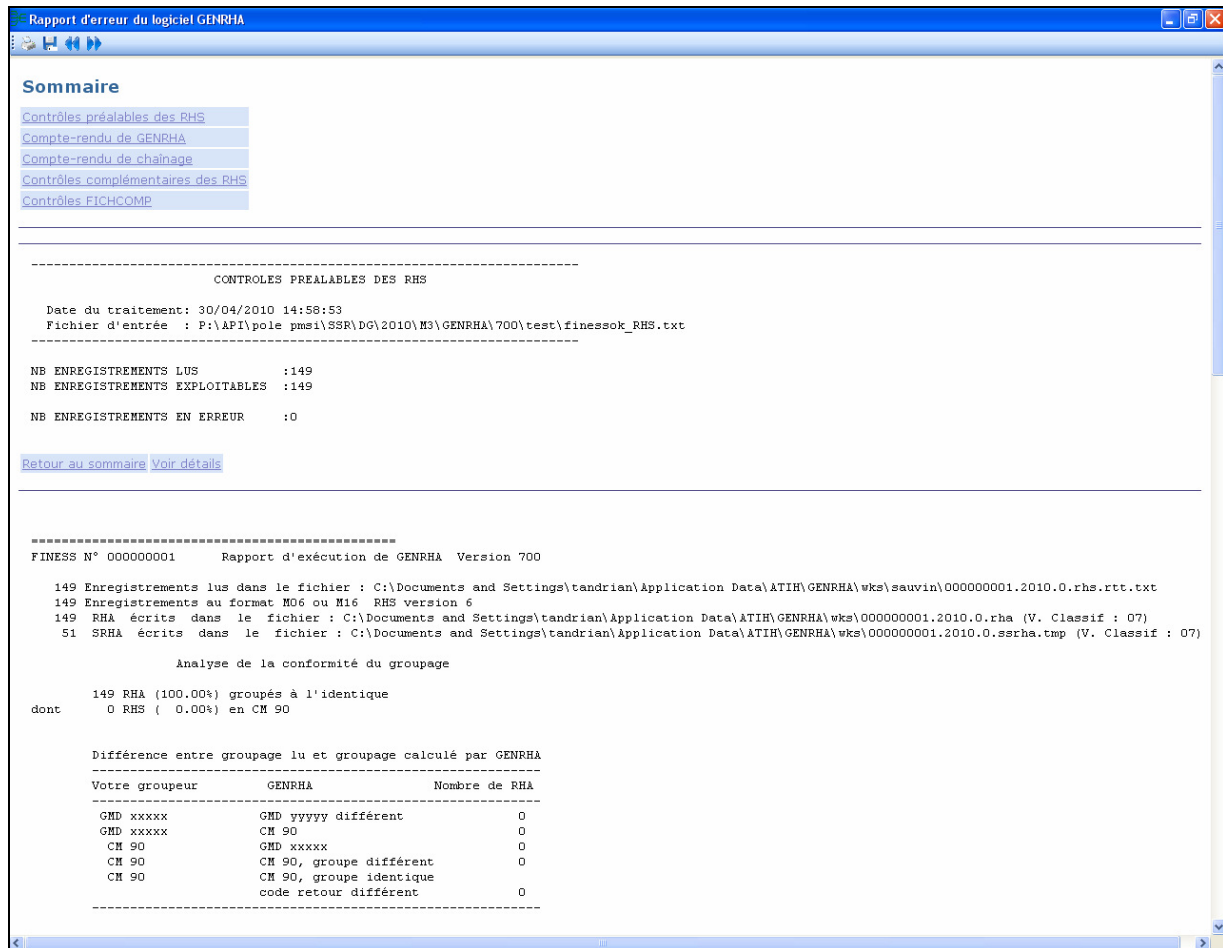 Rapport d'erreur du logiciel GENRHA
Sommaire
Contrôles préalables des RHS
Compte-rendu de GENRHA
Compte-rendu de chaînage
Contrôles complémentaires des RHS
Contrôles FICHCOMP
-----------------------------------------------------------------------
CONTROLES PREALABLES DES RHS
Date du traitement: 30/04/2010 14:58:53
Fichier d'entrée : P:\API\pole pmsi\SSR\DG\2010\M3\GENRHA\700\test\finessok_RHS.txt
-----------------------------------------------------------------------
NB ENREGISTREMENTS LUS :149
NB ENREGISTREMENTS EXPLOITABLES :149
NB ENREGISTREMENTS EN ERREUR :0
Retour au sommaire Voir détails
================================================
FINESS N° 000000001 Rapport d'exécution de GENRHA Version 700
149 Enregistrements lus dans le fichier : C:\Documents and Settings\tandrian\Application Data\ATIH\GENRHA\wks\sauvin\000000001.2010.0.rhs.rtt.txt
149 Enregistrements au format M06 ou M16 RHS version 6
149 RHA écrits dans le fichier : C:\Documents and Settings\tandrian\Application Data\ATIH\GENRHA\wks\000000001.2010.0.rha (V. Classif : 07)
51 SRHA écrits dans le fichier : C:\Documents and Settings\tandrian\Application Data\ATIH\GENRHA\wks\000000001.2010.0.ssrha.tmp (V. Classif : 07)
Analyse de la conformité du groupage
149 RHA (100.00%) groupés à l'identique
dont 0 RHS ( 0.00%) en CM 90
Différence entre groupage lu et groupage calculé par GENRHA
-----------------------------------------------------------
Votre groupeur GENRHA Nombre de RHA
-----------------------------------------------------------
GMD xxxxx GMD yyyyy différent 0
GMD xxxxx CM 90 0
CM 90 GMD xxxxx 0
CM 90 CM 90, groupe différent 0
CM 90 CM 90, groupe identique
code retour différent 0
-----------------------------------------------------------